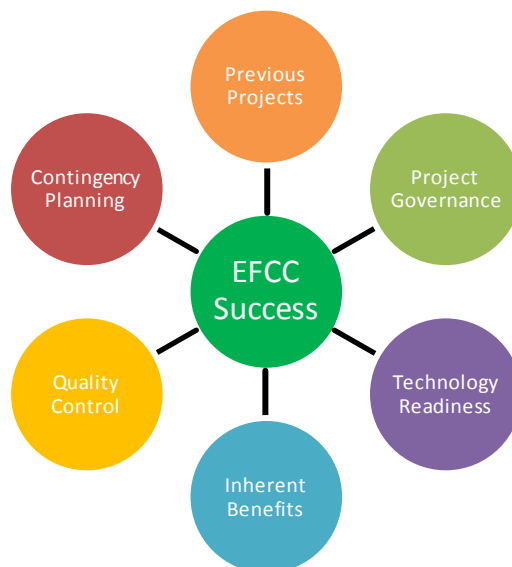 Previous
Projects
Contingency
Planning
Project
Governance
EFCC
Success
Quality
Control
Technology
Readiness
Inherent
Benefits